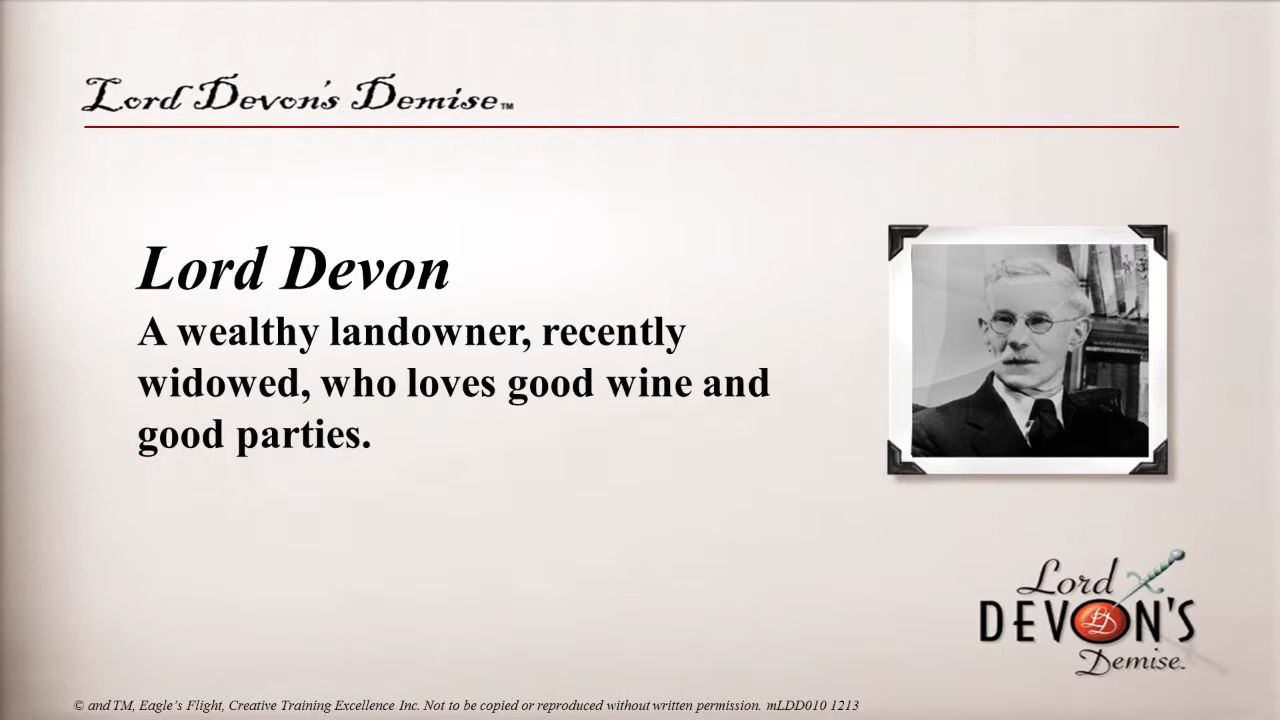 Lord Devon's Demise™
Lord Devon
A wealthy landowner, recently
widowed, who loves good wine and
good parties.
Lord
DEVON'S
LD
Demise.
© and TM, Eagle's Flight, Creative Training Excellence Inc. Not to be copied or reproduced without written permission. mLDD010 1213